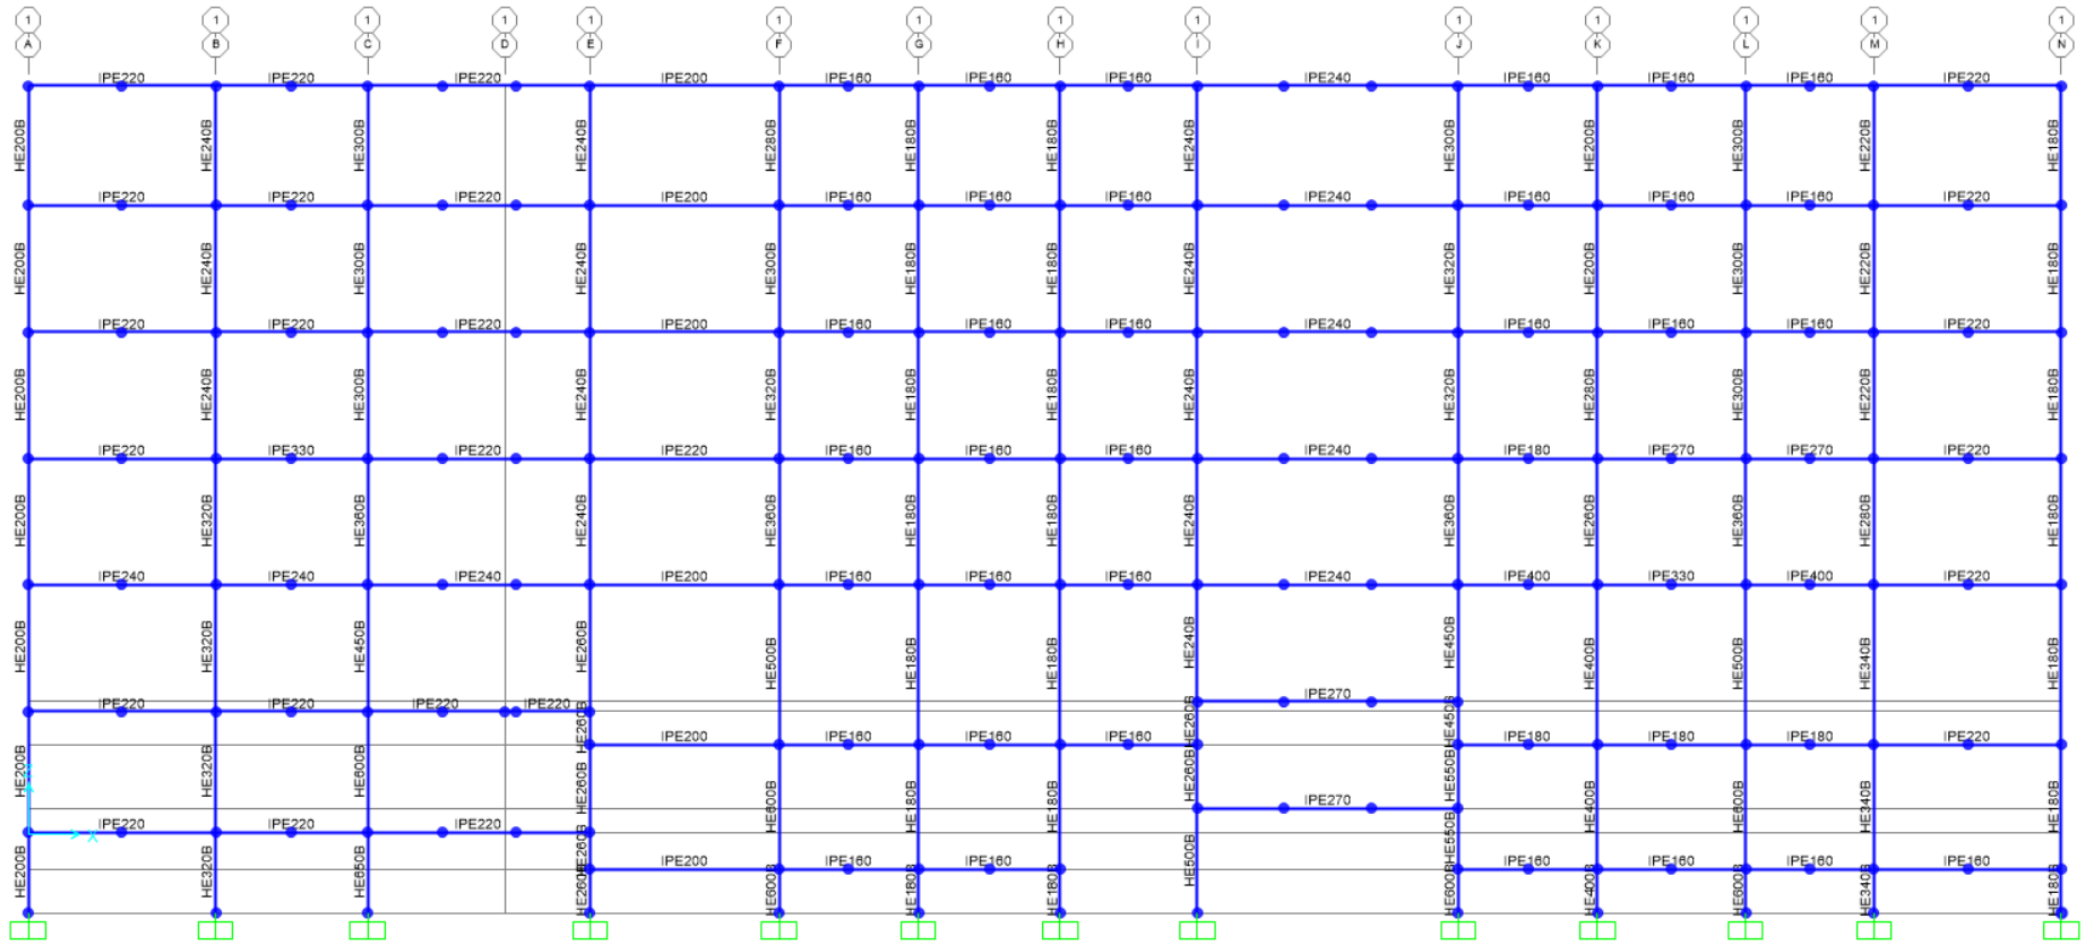 1 1 1 1 1 1 1 1 1 1 1 1 1 1
A B C D E F G H I J K L M N
IPE220 IPE220 IPE220 IPE200 IPE160 IPE160 IPE160 IPE240 IPE160 IPE160 IPE160 IPE220
HE200B HE240B HE300B HE240B HE280B HE180B HE180B HE240B HE300B HE200B HE300B HE220B HE180B
IPE220 IPE220 IPE220 IPE200 IPE160 IPE160 IPE160 IPE240 IPE160 IPE160 IPE160 IPE220
HE200B HE240B HE300B HE240B HE300B HE180B HE180B HE240B HE320B HE200B HE300B HE220B HE180B
IPE220 IPE220 IPE220 IPE200 IPE160 IPE160 IPE160 IPE240 IPE160 IPE160 IPE160 IPE220
HE200B HE240B HE300B HE240B HE320B HE180B HE180B HE240B HE320B HE280B HE300B HE220B HE180B
IPE220 IPE330 IPE220 IPE220 IPE160 IPE160 IPE160 IPE240 IPE180 IPE270 IPE270 IPE220
HE200B HE320B HE360B HE240B HE360B HE180B HE180B HE240B HE360B HE260B HE360B HE280B HE180B
IPE240 IPE240 IPE240 IPE200 IPE160 IPE160 IPE160 IPE240 IPE400 IPE330 IPE400 IPE220
HE200B HE320B HE450B HE260B HE500B HE180B HE180B HE240B HE450B HE400B HE500B HE340B HE180B
IPE270
IPE220 IPE220 IPE220 IPE220
HE260B HE260B HE450B
IPE200 IPE160 IPE160 IPE160 IPE180 IPE180 IPE180 IPE220
HE200B HE320B HE600B HE260B HE600B HE180B HE180B HE260B HE550B HE400B HE600B HE340B HE180B
IPE270
X
IPE220 IPE220 IPE220
HE260B HE550B
IPE200 IPE160 IPE160 IPE160 IPE160 IPE160 IPE160
HE200B HE320B HE650B HE260B HE600B HE180B HE180B HE500B HE600B HE400B HE600B HE340B HE180B